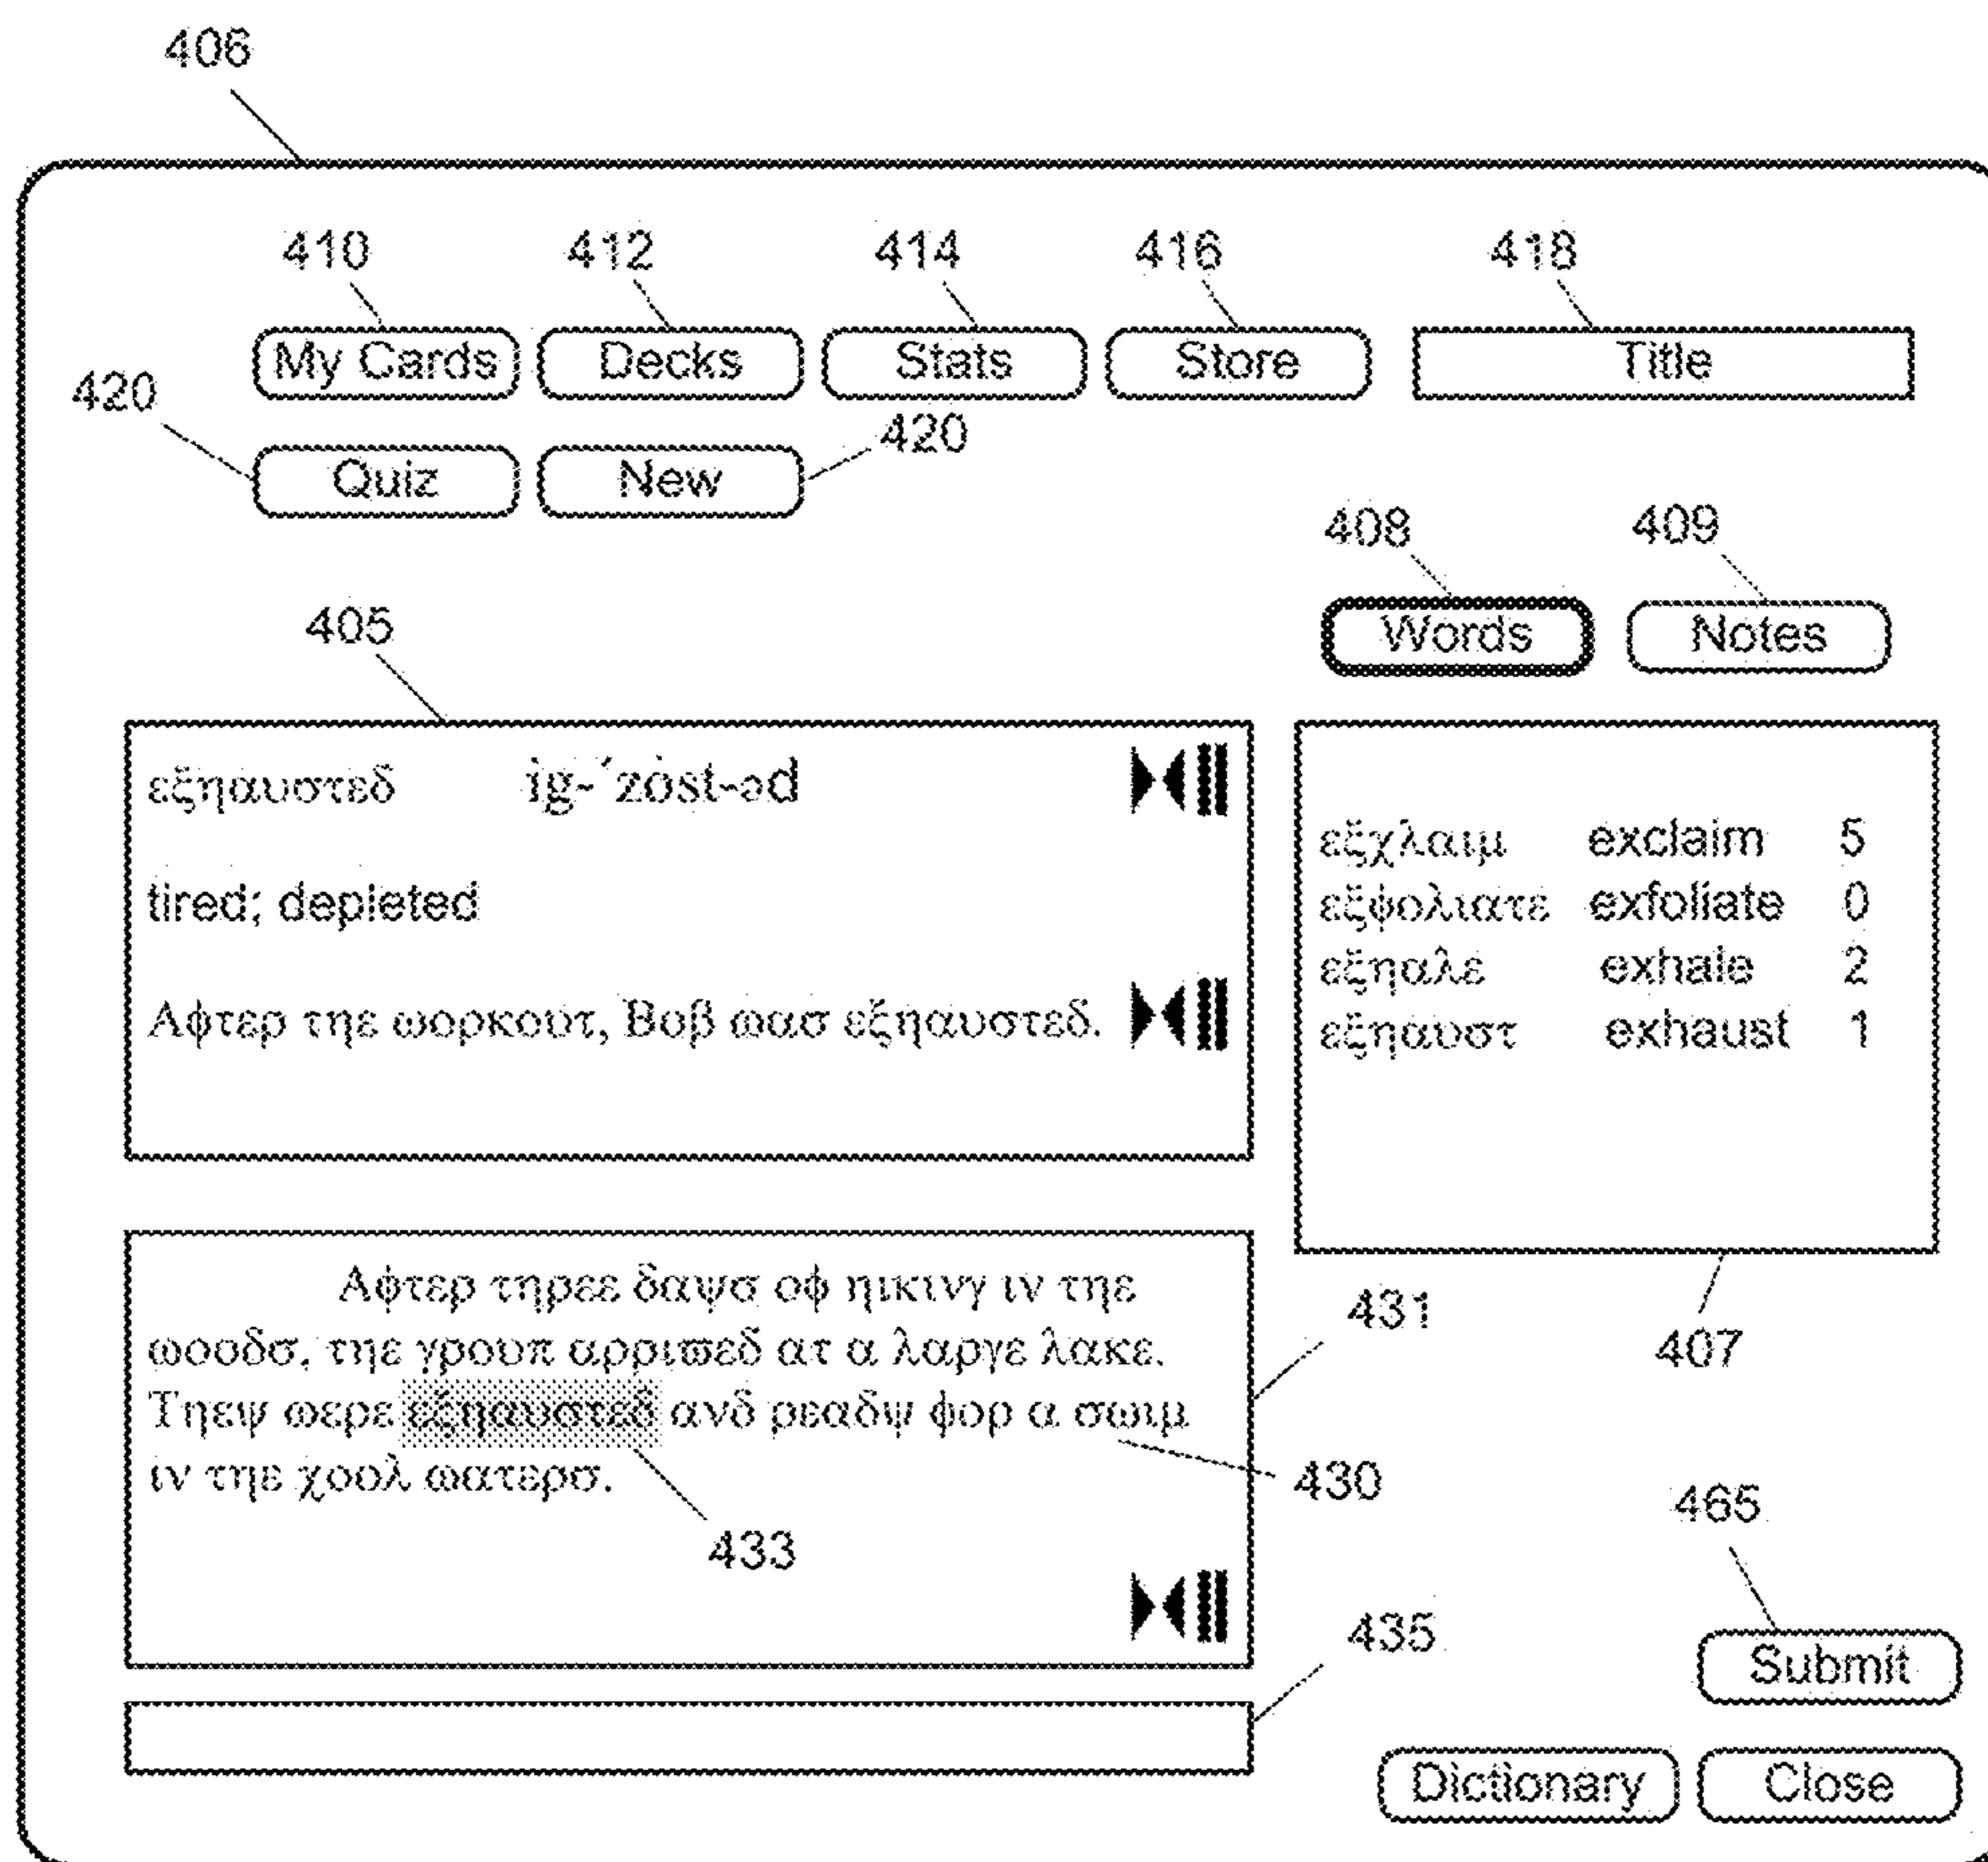 406
410 412 414 416 418
My Cards Decks Stats Store Title
420 420
Quiz New
408 409
Words Notes
405
εξηαυστεδ ig-ˊzȯst-əd
tired; depleted
Αφτερ τηε ωορκουτ, Βοβ ωασ εξηαυστεδ.
εξχλαιμ exclaim 5
εξφολιατε exfoliate 0
εξηαλε exhale 2
εξηαυστ exhaust 1
407
Αφτερ τηρεε δαψσ οφ ηικινγ ιν τηε
ωοοδσ, τηε γρουπ αρριϖεδ ατ α λαργε λακε.
Τηεψ ωερε εξηαυστεδ ανδ ρεαδψ φορ α σωιμ
ιν τηε χοολ ωατερσ.
431
430
433
435
465
Submit
Dictionary Close